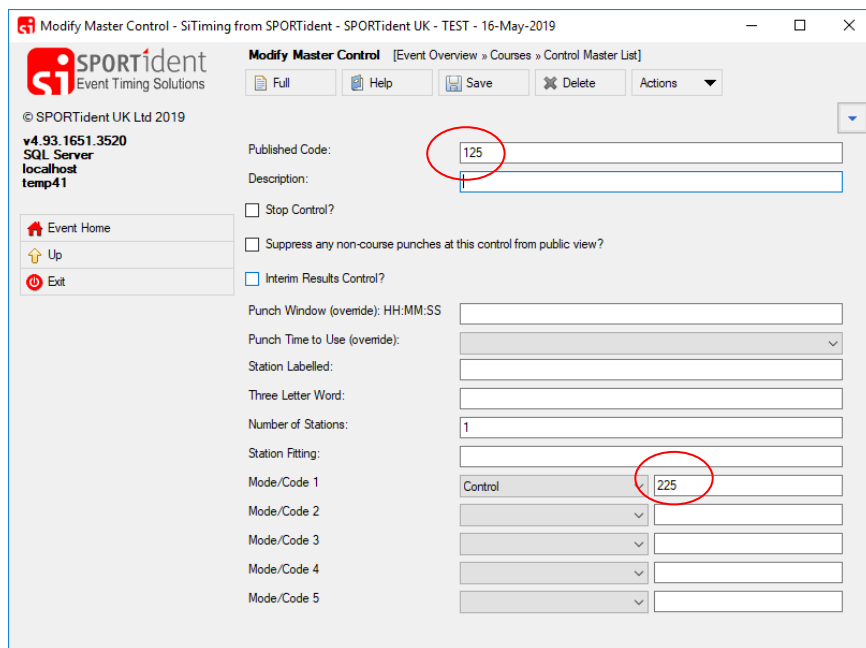 Modify Master Control - SiTiming from SPORTident - SPORTident UK - TEST - 16-May-2019
si SPORTident
Event Timing Solutions
© SPORTident UK Ltd 2019
v4.93.1651.3520
SQL Server
localhost
temp41
Event Home
Up
Exit
Modify Master Control [Event Overview » Courses » Control Master List]
Full Help Save Delete Actions
Published Code: 125
Description:
Stop Control?
Suppress any non-course punches at this control from public view?
Interim Results Control?
Punch Window (override): HH:MM:SS
Punch Time to Use (override):
Station Labelled:
Three Letter Word:
Number of Stations: 1
Station Fitting:
Mode/Code 1 Control 225
Mode/Code 2
Mode/Code 3
Mode/Code 4
Mode/Code 5